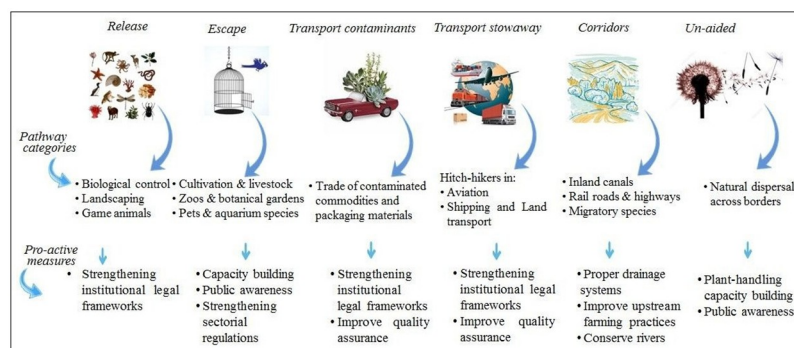 Release
Escape
Transport contaminants
Transport stowaway
Corridors
Un-aided
Pathway
categories
• Biological control
• Landscaping
• Game animals
• Cultivation & livestock
• Zoos & botanical gardens
• Pets & aquarium species
• Trade of contaminated
commodities and
packaging materials
Hitch-hikers in:
• Aviation
• Shipping and Land
transport
• Inland canals
• Rail roads & highways
• Migratory species
• Natural dispersal
across borders
Pro-active
measures
• Strengthening
institutional legal
frameworks
• Capacity building
• Public awareness
• Strengthening
sectorial
regulations
• Strengthening
institutional
legal frameworks
• Improve quality
assurance
• Strengthening
institutional legal
frameworks
• Improve quality
assurance
• Proper drainage
systems
• Improve upstream
farming practices
• Conserve rivers
• Plant-handling
capacity building
• Public awareness